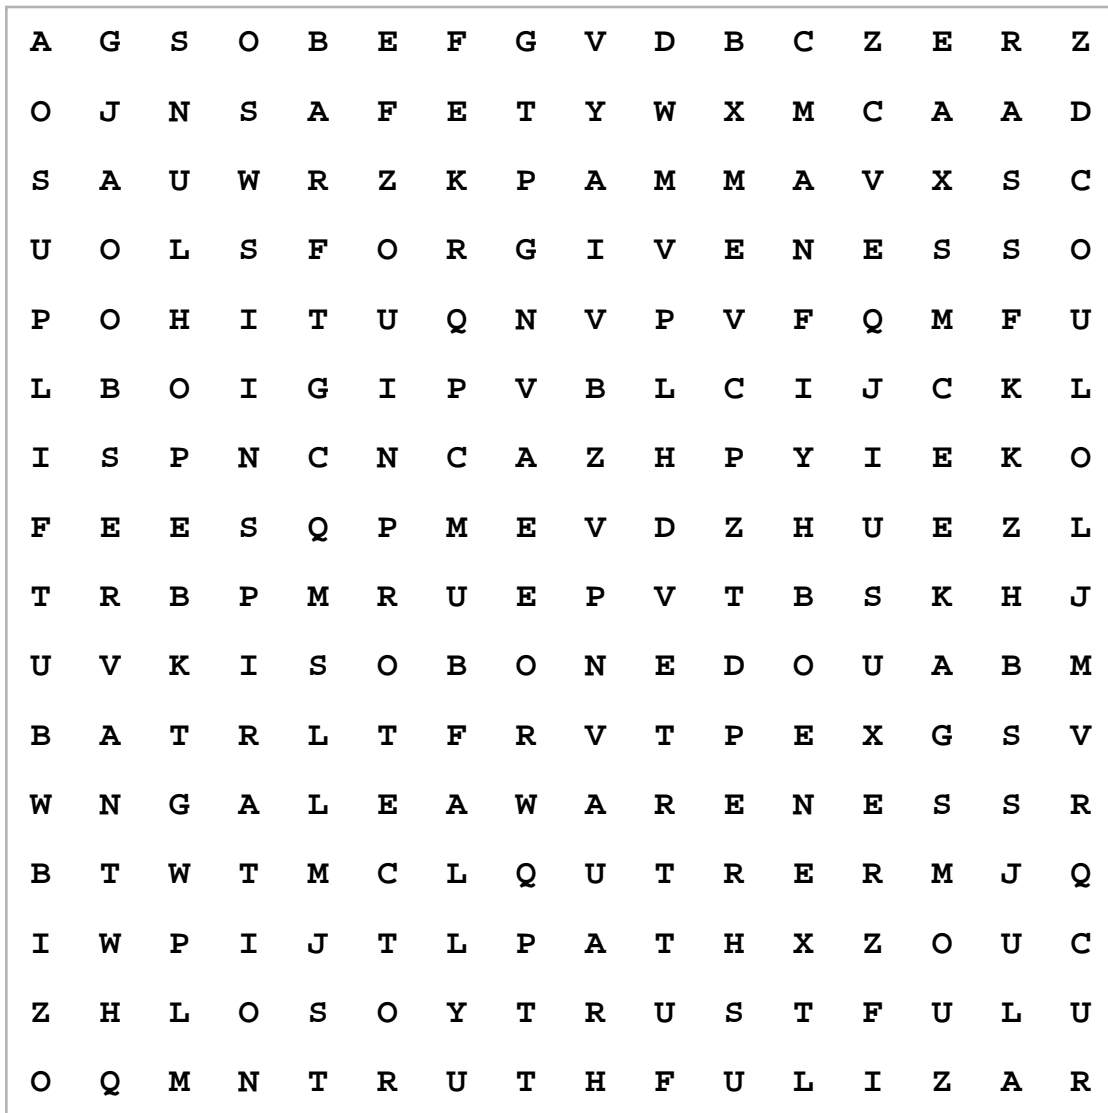 A G S O B E F G V D B C Z E R Z
O J N S A F E T Y W X M C A A D
S A U W R Z K P A M M A V X S C
U O L S F O R G I V E N E S S O
P O H I T U Q N V P V F Q M F U
L B O I G I P V B L C I J C K L
I S P N C N C A Z H P Y I E K O
F E E S Q P M E V D Z H U E Z L
T R B P M R U E P V T B S K H J
U V K I S O B O N E D O U A B M
B A T R L T F R V T P E X G S V
W N G A L E A W A R E N E S S R
B T W T M C L Q U T R E R M J Q
I W P I J T L P A T H X Z O U C
Z H L O S O Y T R U S T F U L U
O Q M N T R U T H F U L I Z A R